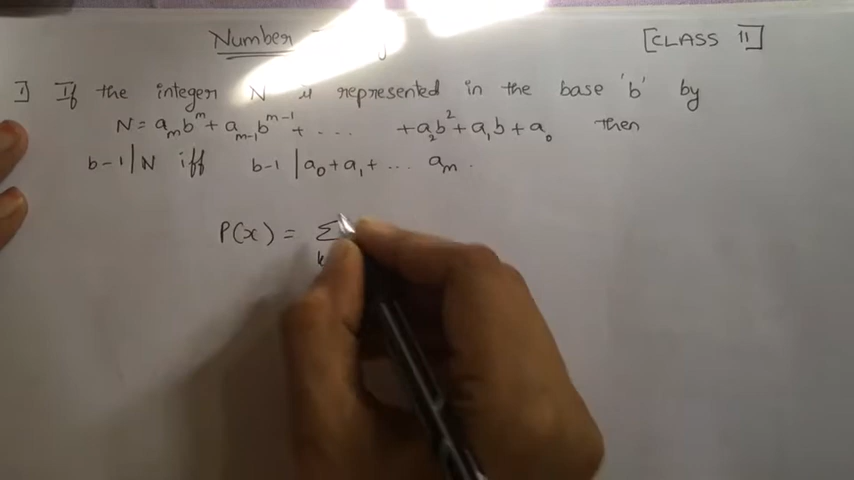 Number [CLASS 11]
1] If the integer N is represented in the base 'b' by
N = a_m b^m + a_{m-1} b^{m-1} + . . . + a_2 b^2 + a_1 b + a_0 then
b-1 | N iff b-1 | a_0 + a_1 + ... a_m .
P(x) = Σ
k